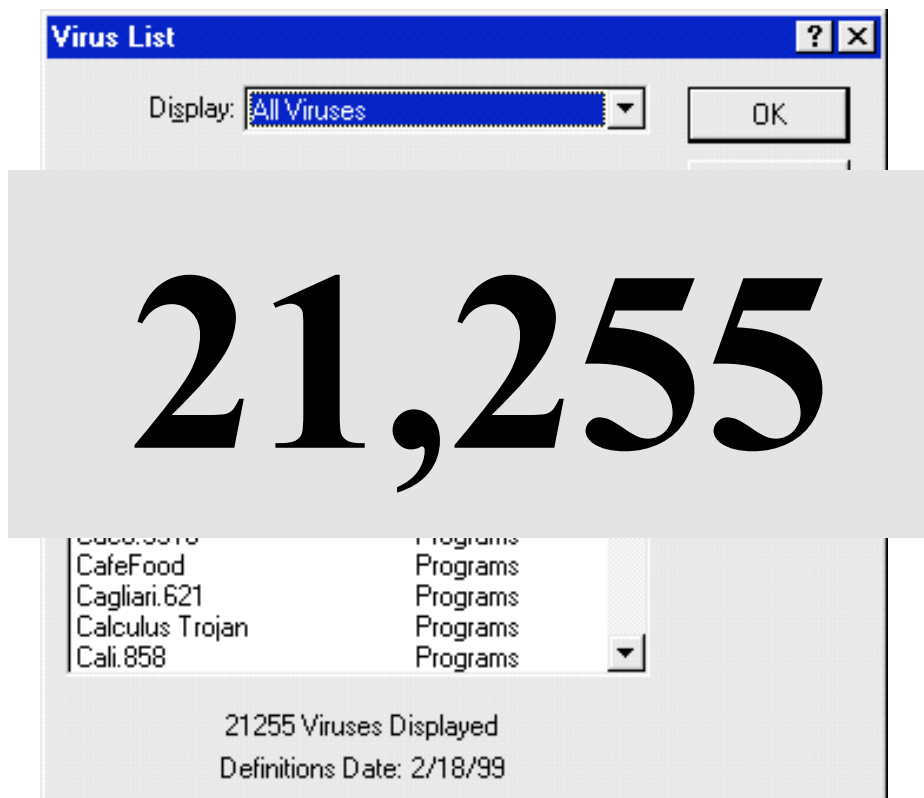 Virus List
Display: All Viruses OK
21,255
CafeFood Programs
Cagliari.621 Programs
Calculus Trojan Programs
Cali.858 Programs
21255 Viruses Displayed
Definitions Date: 2/18/99